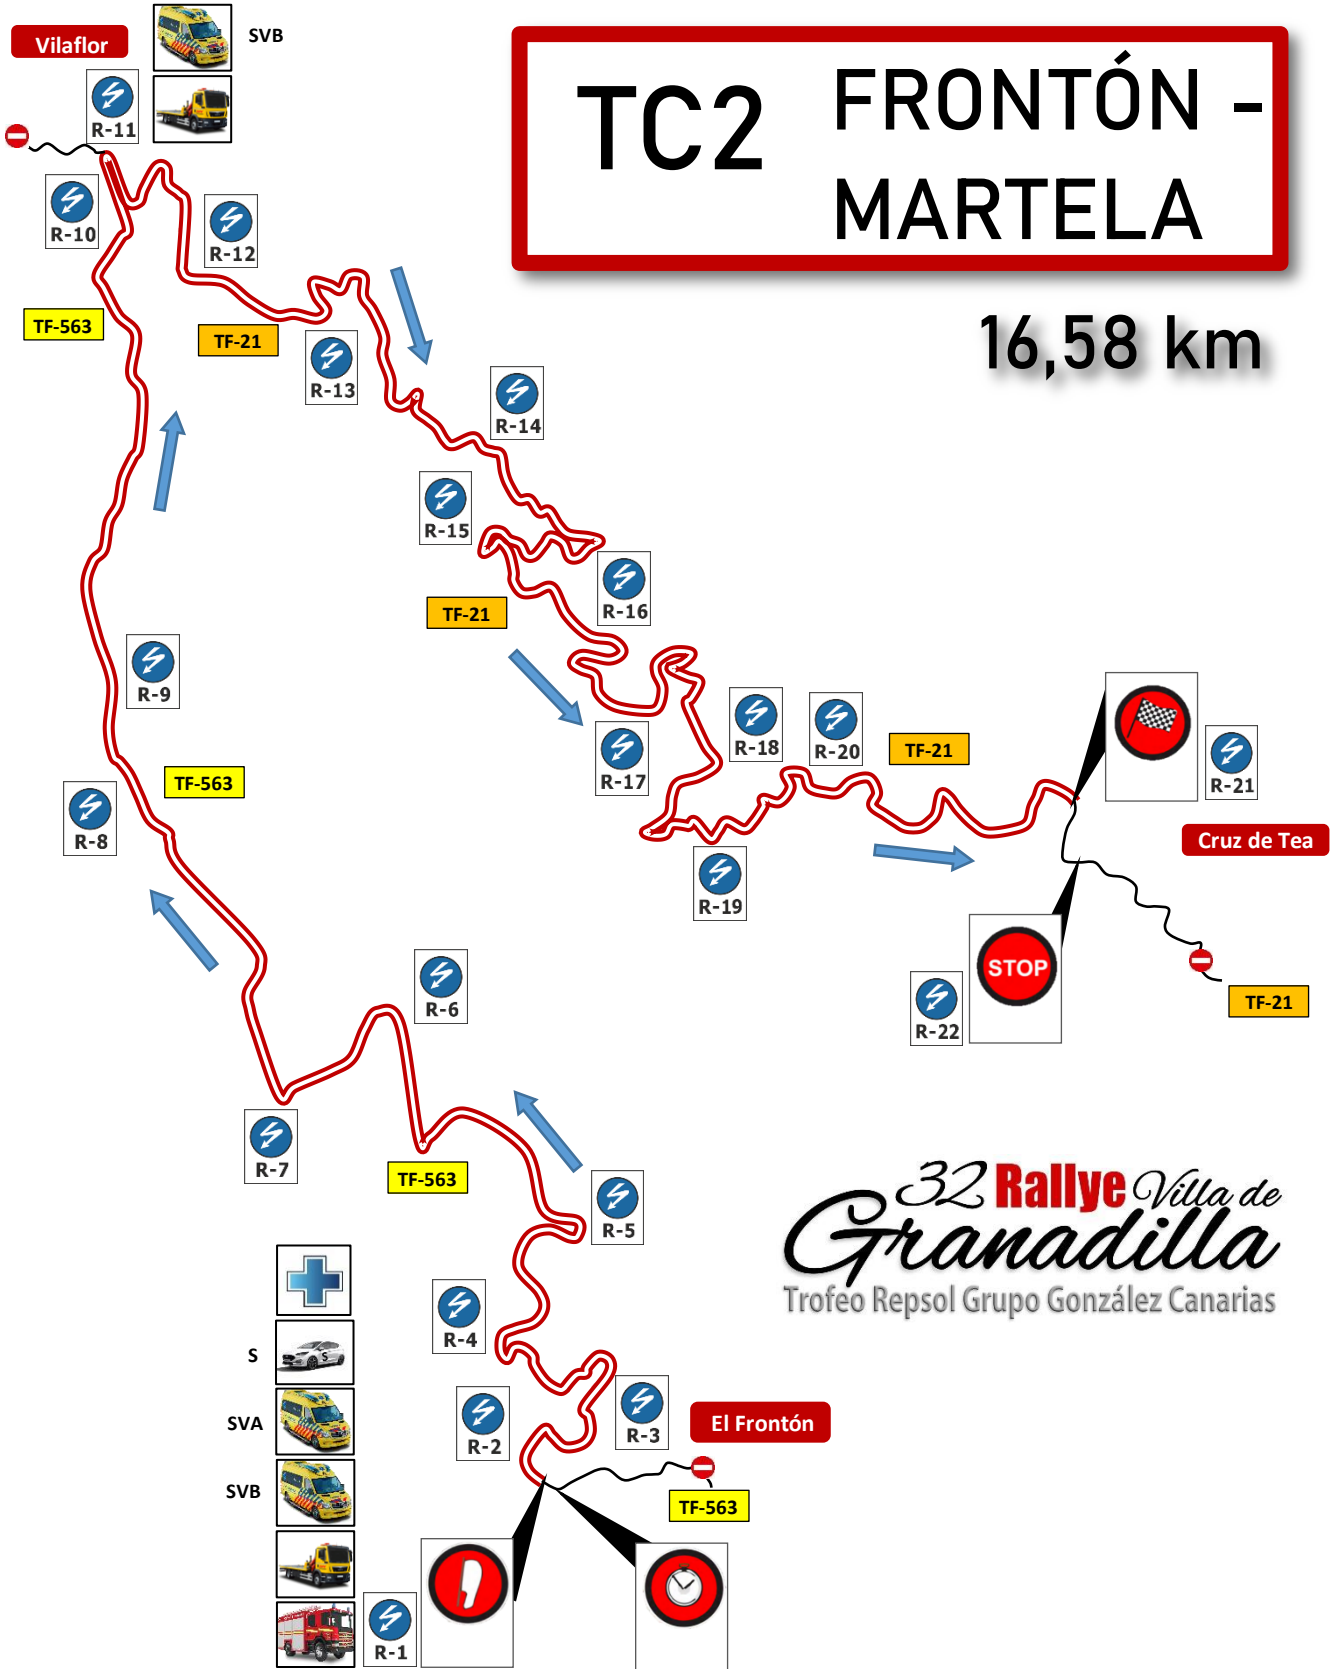 Vilaflor
SVB
TC2
FRONTÓN -
MARTELA
16,58 km
R-11
R-10
R-12
TF-563
TF-21
R-13
R-14
R-15
R-16
TF-21
R-9
R-17
R-18
R-20
TF-21
R-21
TF-563
R-8
Cruz de Tea
R-19
STOP
R-22
TF-21
R-6
R-7
TF-563
R-5
32 Rallye Villa de
Granadilla
Trofeo Repsol Grupo González Canarias
R-4
S
S
SVA
R-2
R-3
El Frontón
SVB
TF-563
R-1